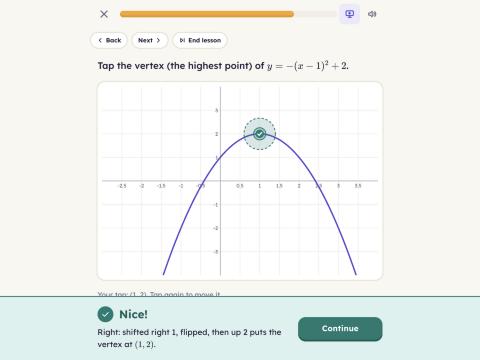 Back
Next
End lesson
Tap the vertex (the highest point) of y = −(x − 1)² + 2.
3
2
1
-2.5 -2 -1.5 -1 -0.5 0.5 1 1.5 2 2.5 3 3.5
-1
-2
-3
Your tap: (1, 2). Tap again to move it.
Nice!
Right: shifted right 1, flipped, then up 2 puts the
vertex at (1, 2).
Continue